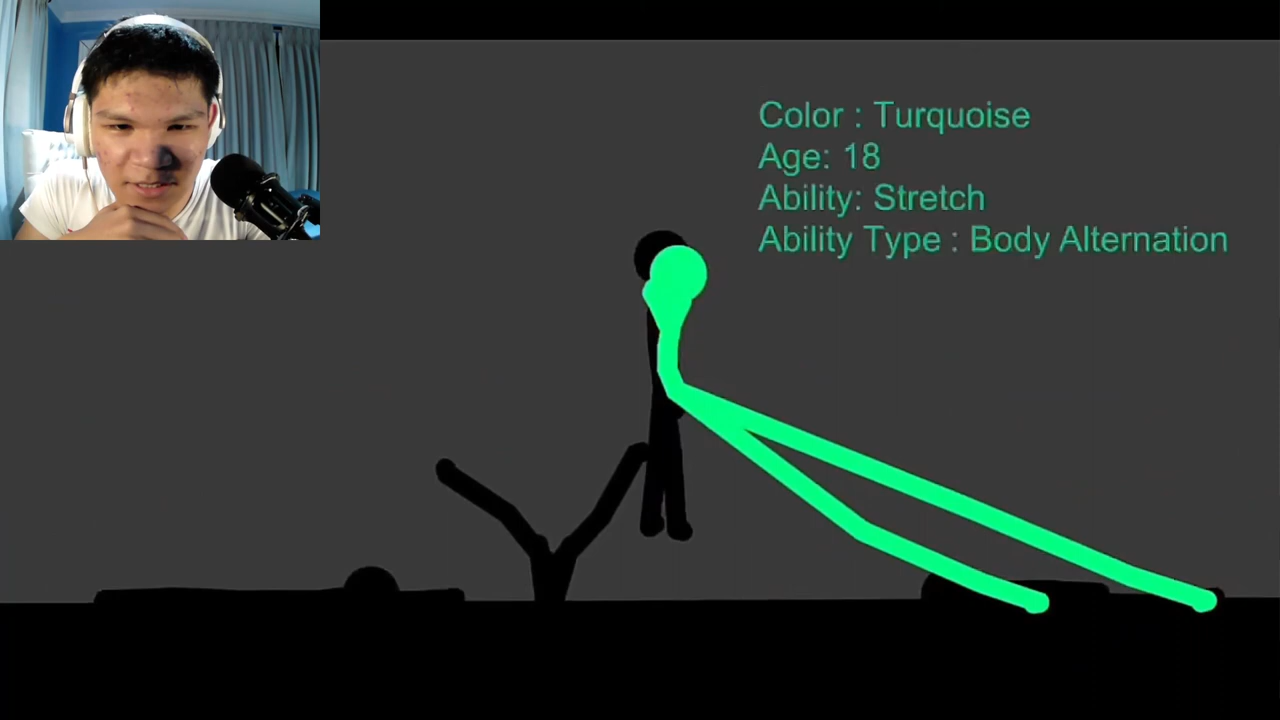 Color : Turquoise
Age: 18
Ability: Stretch
Ability Type : Body Alternation